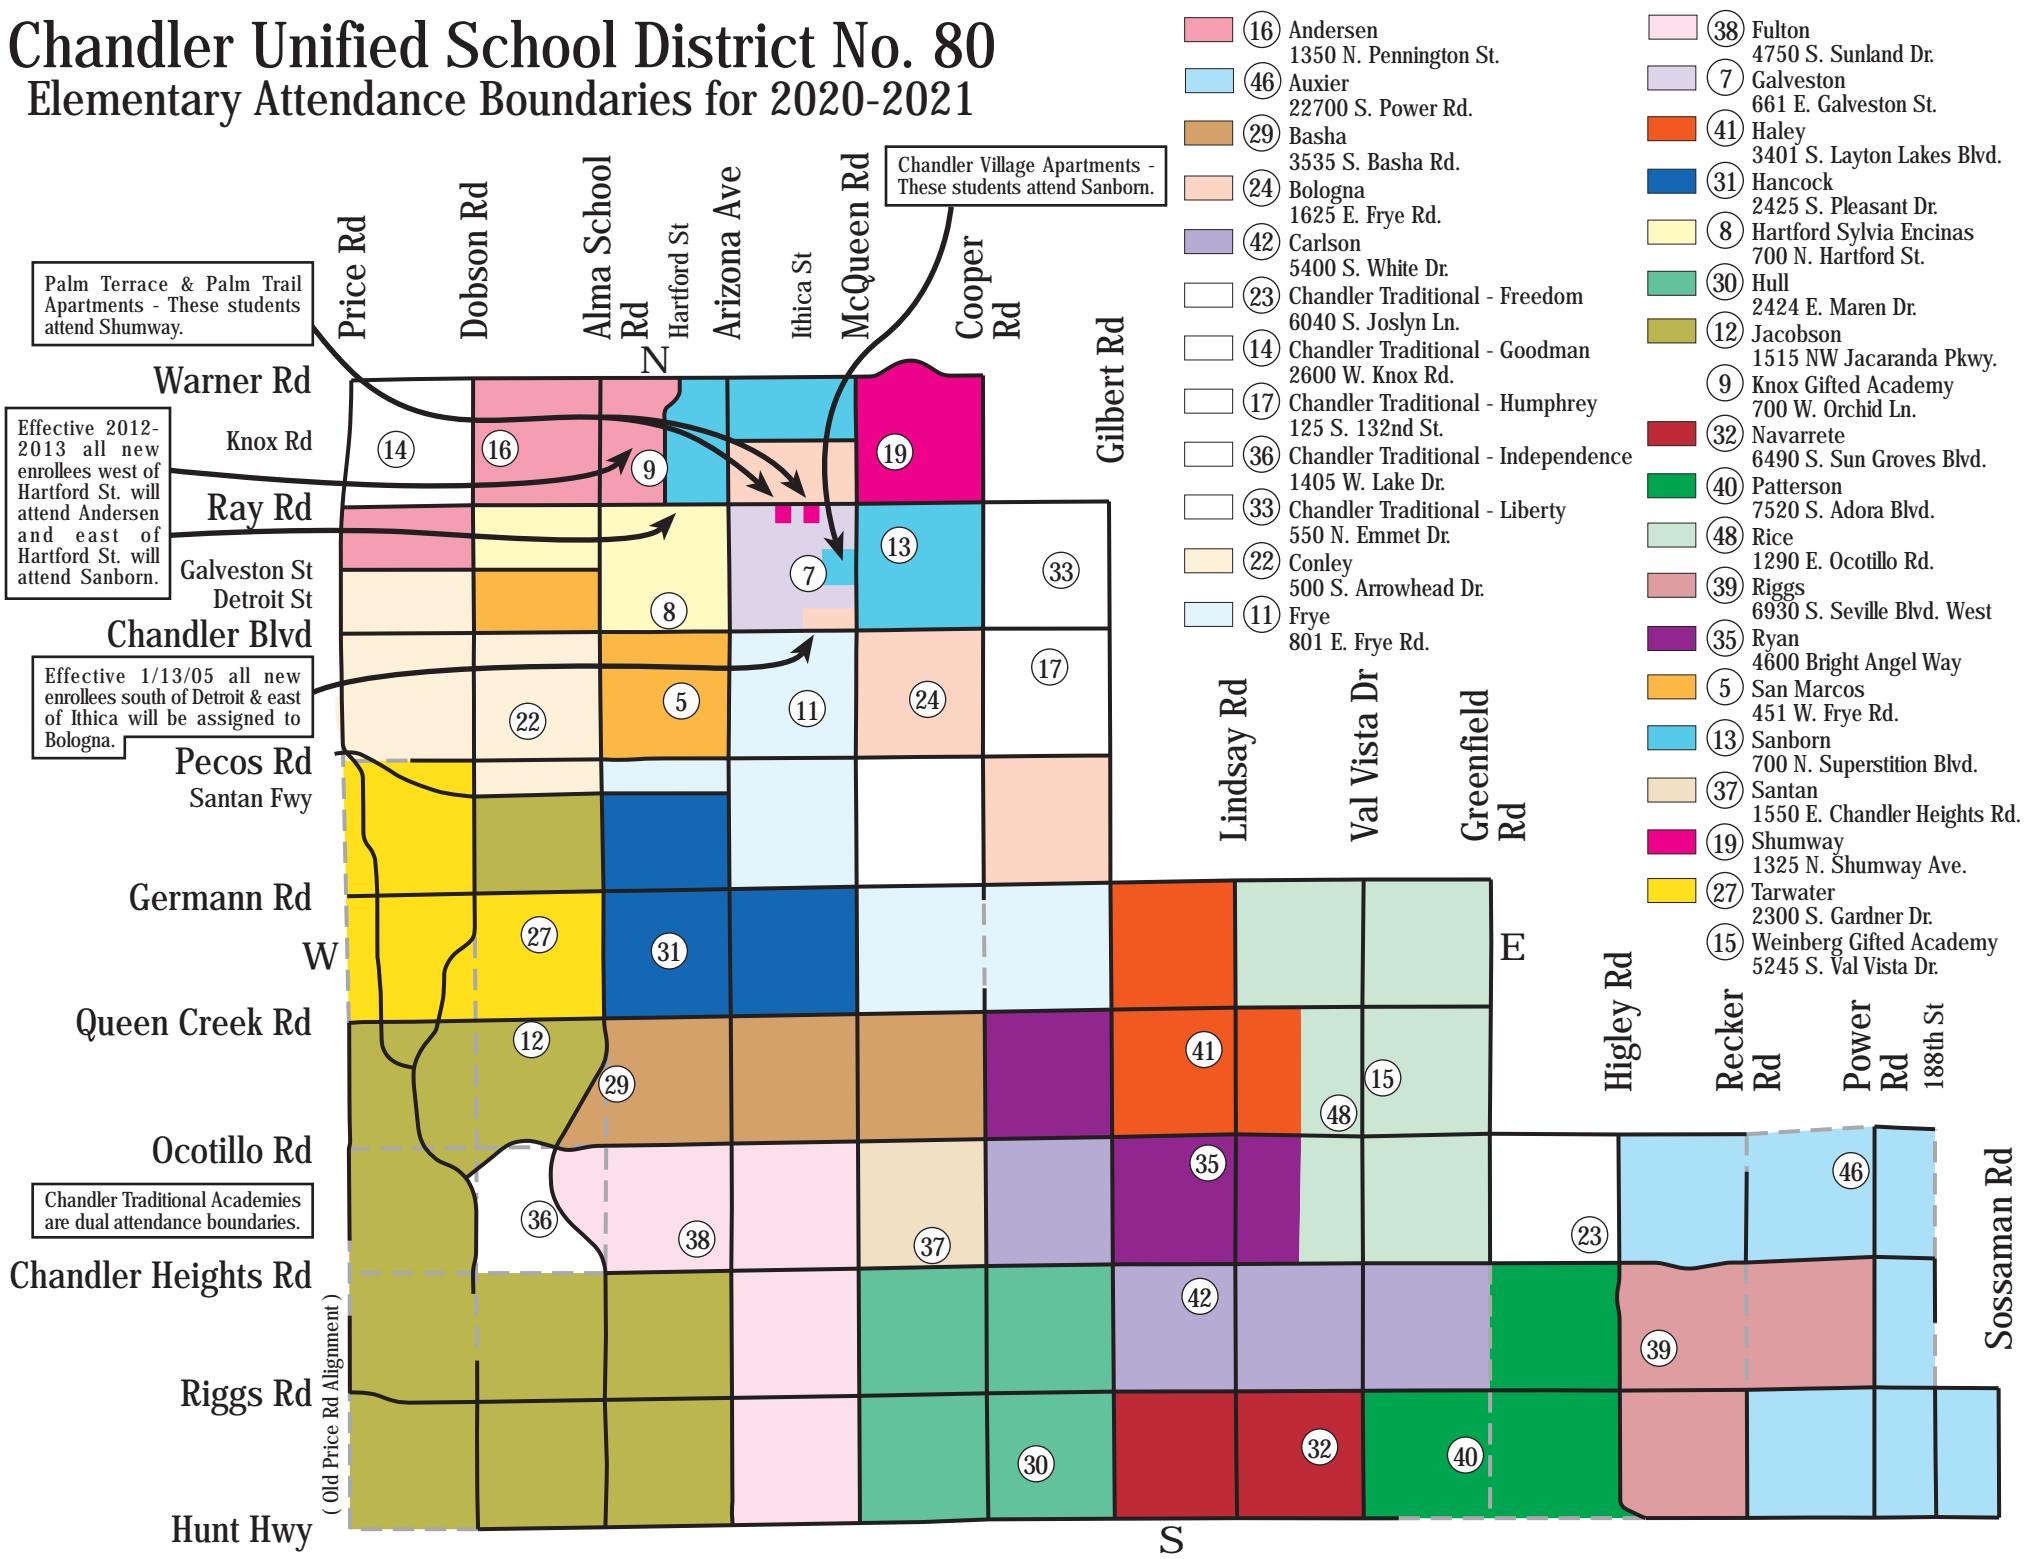 Chandler Unified School District No. 80
Elementary Attendance Boundaries for 2020-2021
16 Andersen
1350 N. Pennington St.
46 Auxier
22700 S. Power Rd.
29 Basha
3535 S. Basha Rd.
24 Bologna
1625 E. Frye Rd.
42 Carlson
5400 S. White Dr.
23 Chandler Traditional - Freedom
6040 S. Joslyn Ln.
14 Chandler Traditional - Goodman
2600 W. Knox Rd.
17 Chandler Traditional - Humphrey
125 S. 132nd St.
36 Chandler Traditional - Independence
1405 W. Lake Dr.
33 Chandler Traditional - Liberty
550 N. Emmet Dr.
22 Conley
500 S. Arrowhead Dr.
11 Frye
801 E. Frye Rd.
38 Fulton
4750 S. Sunland Dr.
7 Galveston
661 E. Galveston St.
41 Haley
3401 S. Layton Lakes Blvd.
31 Hancock
2425 S. Pleasant Dr.
8 Hartford Sylvia Encinas
700 N. Hartford St.
30 Hull
2424 E. Maren Dr.
12 Jacobson
1515 NW Jacaranda Pkwy.
9 Knox Gifted Academy
700 W. Orchid Ln.
32 Navarrete
6490 S. Sun Groves Blvd.
40 Patterson
7520 S. Adora Blvd.
48 Rice
1290 E. Ocotillo Rd.
39 Riggs
6930 S. Seville Blvd. West
35 Ryan
4600 Bright Angel Way
5 San Marcos
451 W. Frye Rd.
13 Sanborn
700 N. Superstition Blvd.
37 Santan
1550 E. Chandler Heights Rd.
19 Shumway
1325 N. Shumway Ave.
27 Tarwater
2300 S. Gardner Dr.
15 Weinberg Gifted Academy
5245 S. Val Vista Dr.
Chandler Village Apartments -
These students attend Sanborn.
Palm Terrace & Palm Trail
Apartments - These students
attend Shumway.
Effective 2012-
2013 all new
enrollees west of
Hartford St. will
attend Andersen
and east of
Hartford St. will
attend Sanborn.
Effective 1/13/05 all new
enrollees south of Detroit & east
of Ithica will be assigned to
Bologna.
Chandler Traditional Academies
are dual attendance boundaries.
Price Rd
Dobson Rd
Alma School
Rd
Hartford St
Arizona Ave
Ithica St
McQueen Rd
Cooper
Rd
Gilbert Rd
Lindsay Rd
Val Vista Dr
Greenfield
Rd
Higley Rd
Recker
Rd
Power
Rd
188th St
Sossaman Rd
N
Warner Rd
Knox Rd
Ray Rd
Galveston St
Detroit St
Chandler Blvd
Pecos Rd
Santan Fwy
Germann Rd
W
E
Queen Creek Rd
Ocotillo Rd
Chandler Heights Rd
( Old Price Rd Alignment )
Riggs Rd
Hunt Hwy
S
14
16
9
19
13
7
33
8
17
5
22
11
24
27
31
12
29
41
15
48
35
46
36
38
37
23
42
39
30
32
40